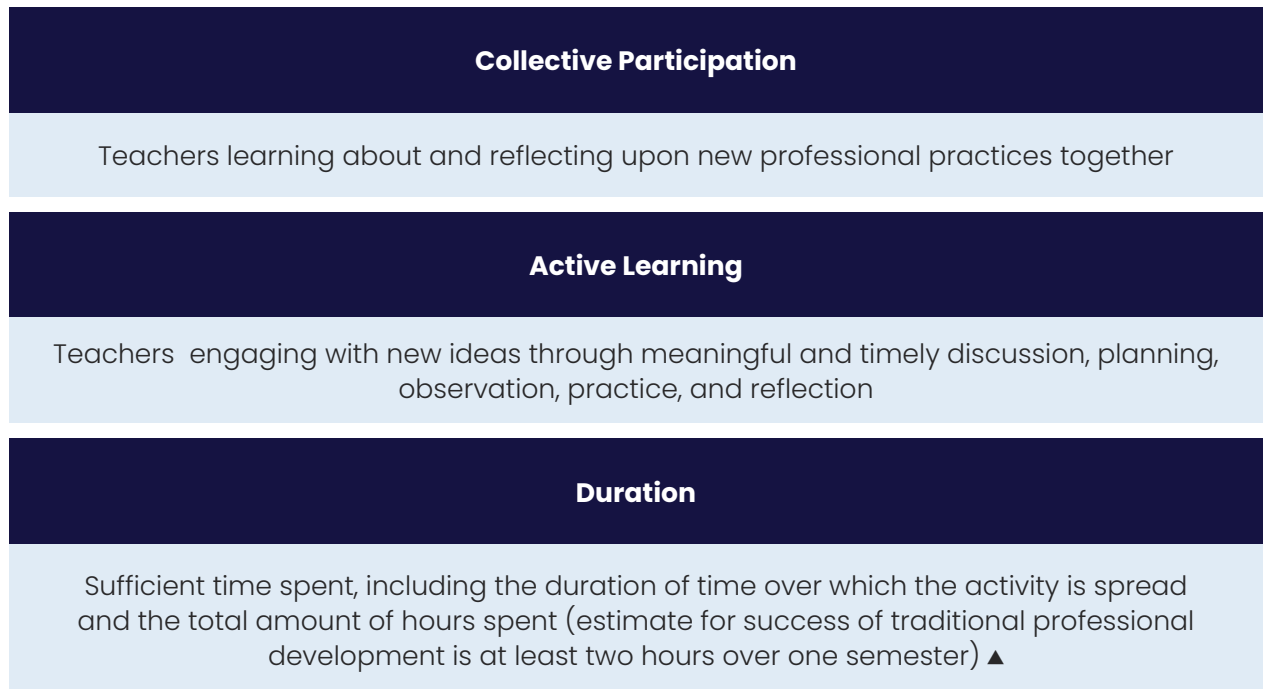 Collective Participation
Teachers learning about and reflecting upon new professional practices together
Active Learning
Teachers  engaging with new ideas through meaningful and timely discussion, planning,
observation, practice, and reflection
Duration
Sufficient time spent, including the duration of time over which the activity is spread
and the total amount of hours spent (estimate for success of traditional professional
development is at least two hours over one semester) ▲